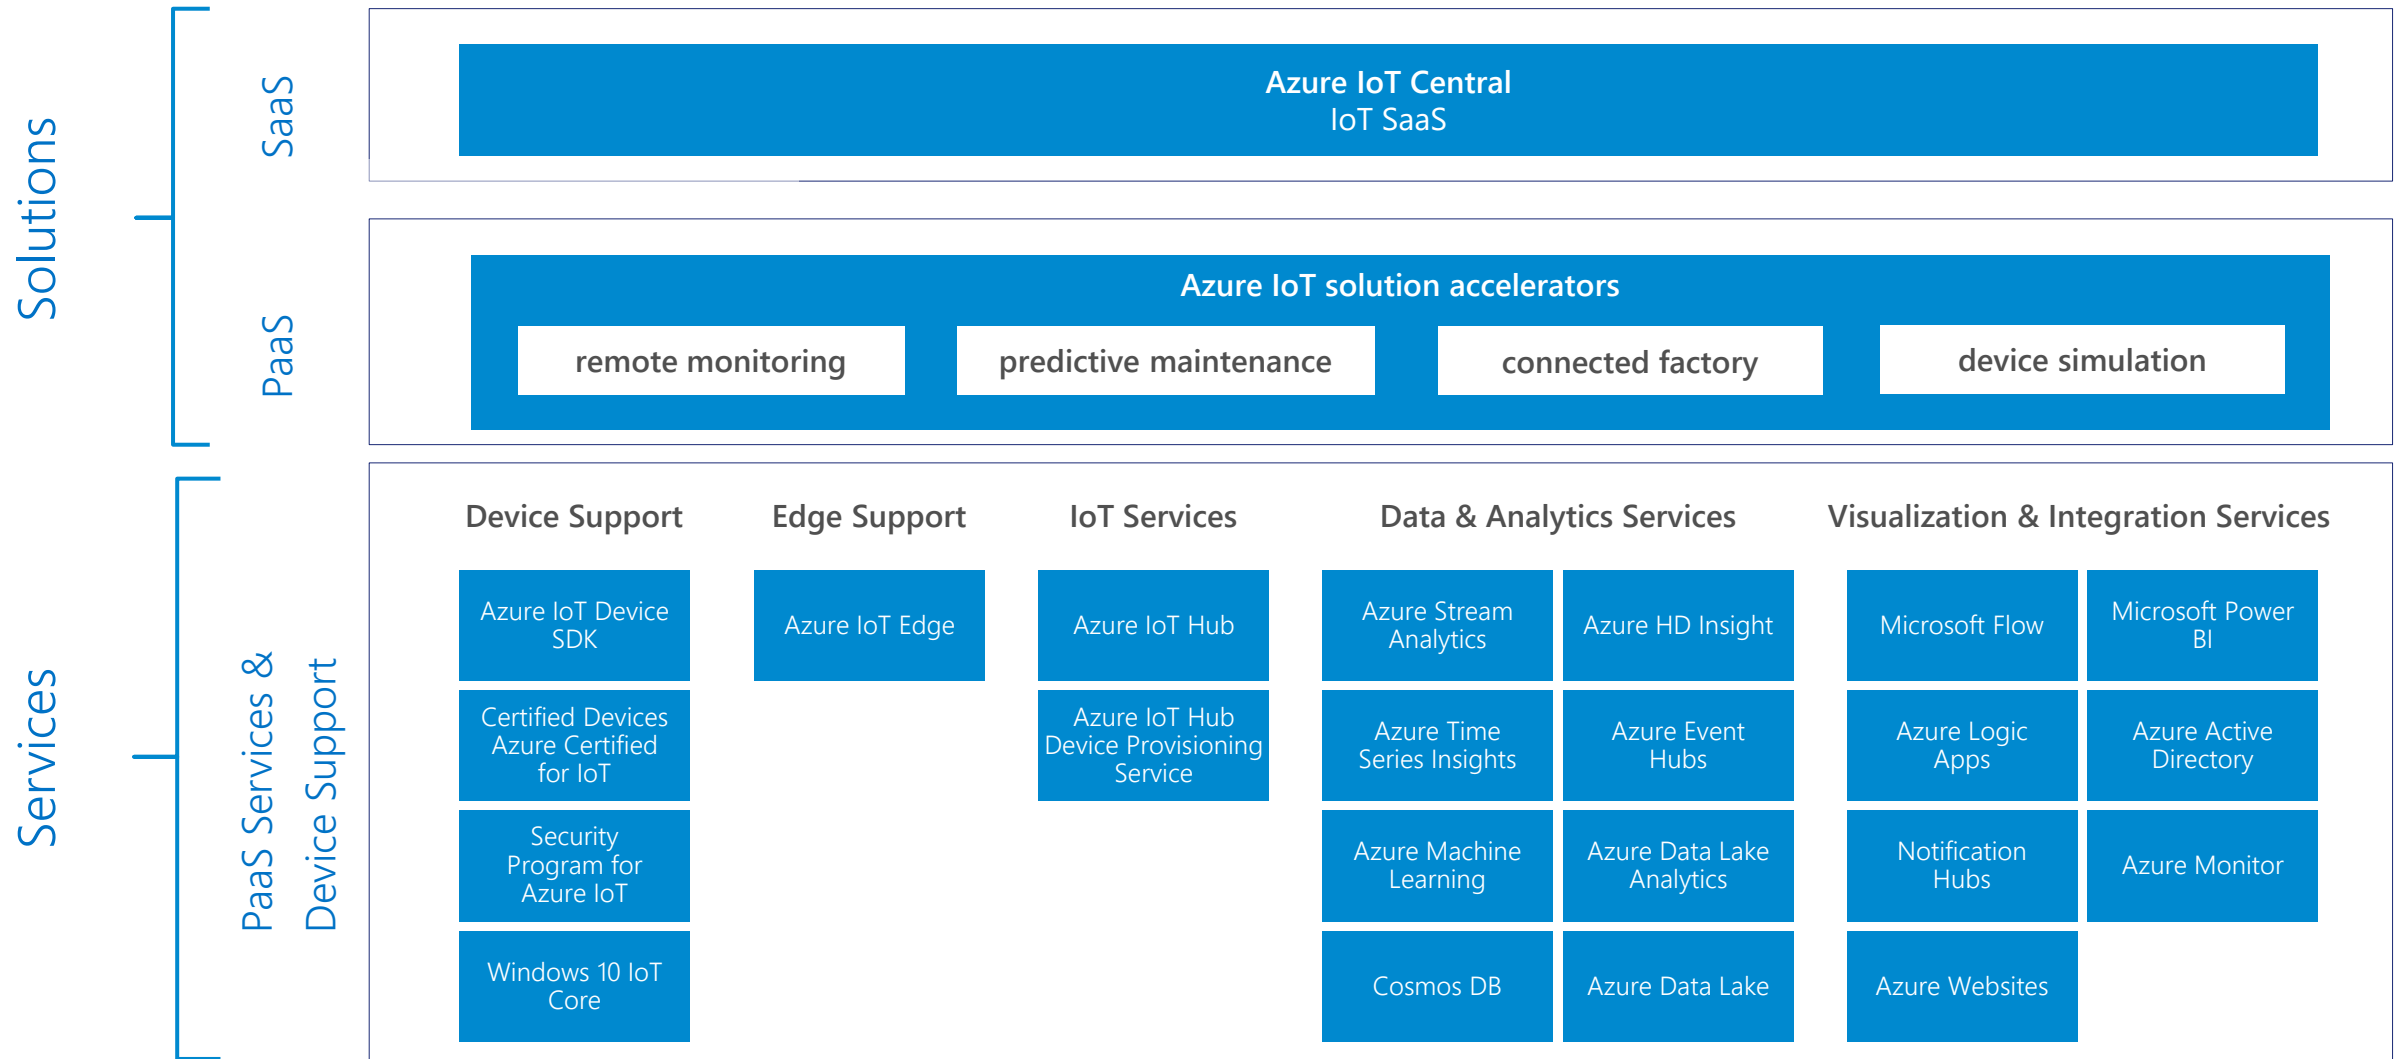 Solutions
SaaS
Azure IoT Central
IoT SaaS
PaaS
Azure IoT solution accelerators
remote monitoring
predictive maintenance
connected factory
device simulation
Services
PaaS Services &
Device Support
Device Support
Azure IoT Device
SDK
Certified Devices
Azure Certified
for IoT
Security
Program for
Azure IoT
Windows 10 IoT
Core
Edge Support
Azure IoT Edge
IoT Services
Azure IoT Hub
Azure IoT Hub
Device Provisioning
Service
Data & Analytics Services
Azure Stream
Analytics
Azure HD Insight
Azure Time
Series Insights
Azure Event
Hubs
Azure Machine
Learning
Azure Data Lake
Analytics
Cosmos DB
Azure Data Lake
Visualization & Integration Services
Microsoft Flow
Microsoft Power
BI
Azure Logic
Apps
Azure Active
Directory
Notification
Hubs
Azure Monitor
Azure Websites